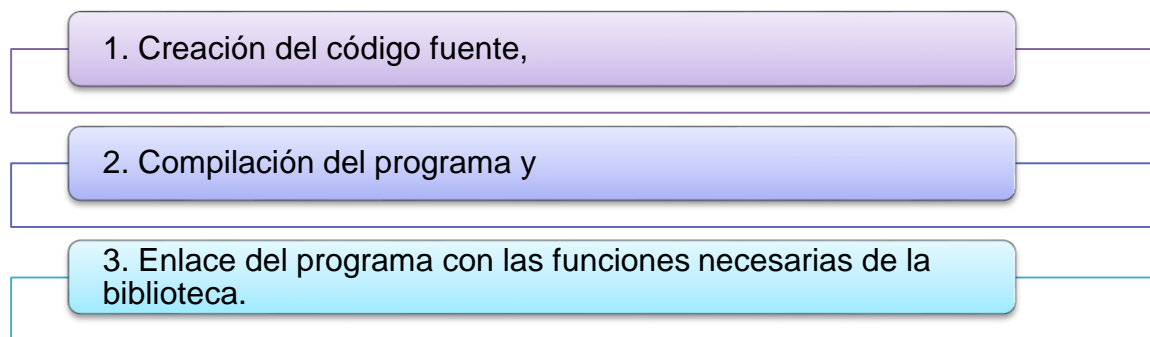 1. Creación del código fuente,
2. Compilación del programa y
3. Enlace del programa con las funciones necesarias de la
biblioteca.